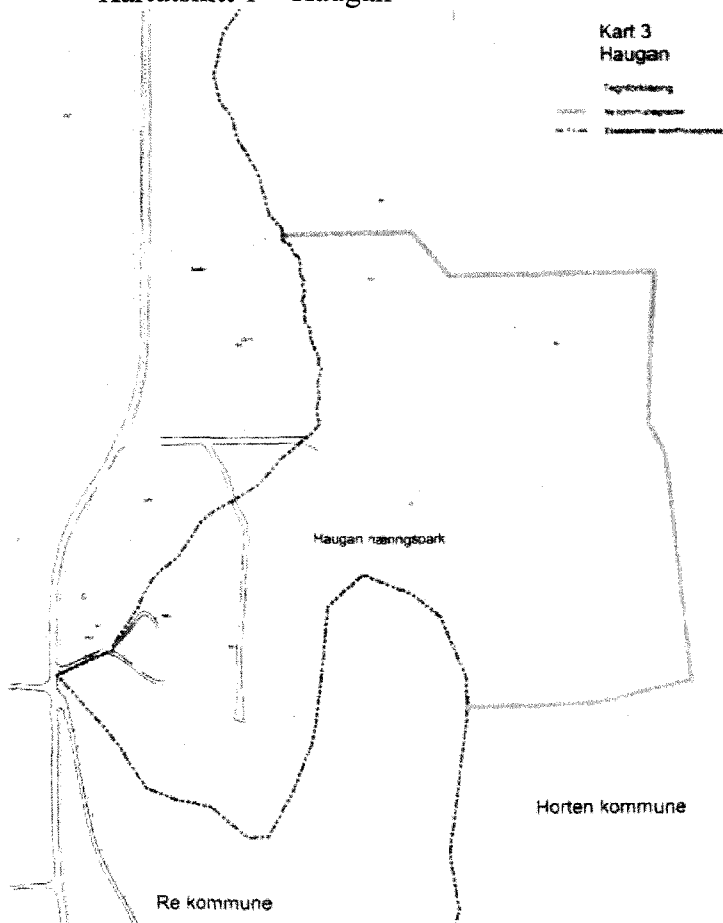 Kart 3
Haugan
Tegnforklaring
Haugan næringspark
Horten kommune
Re kommune